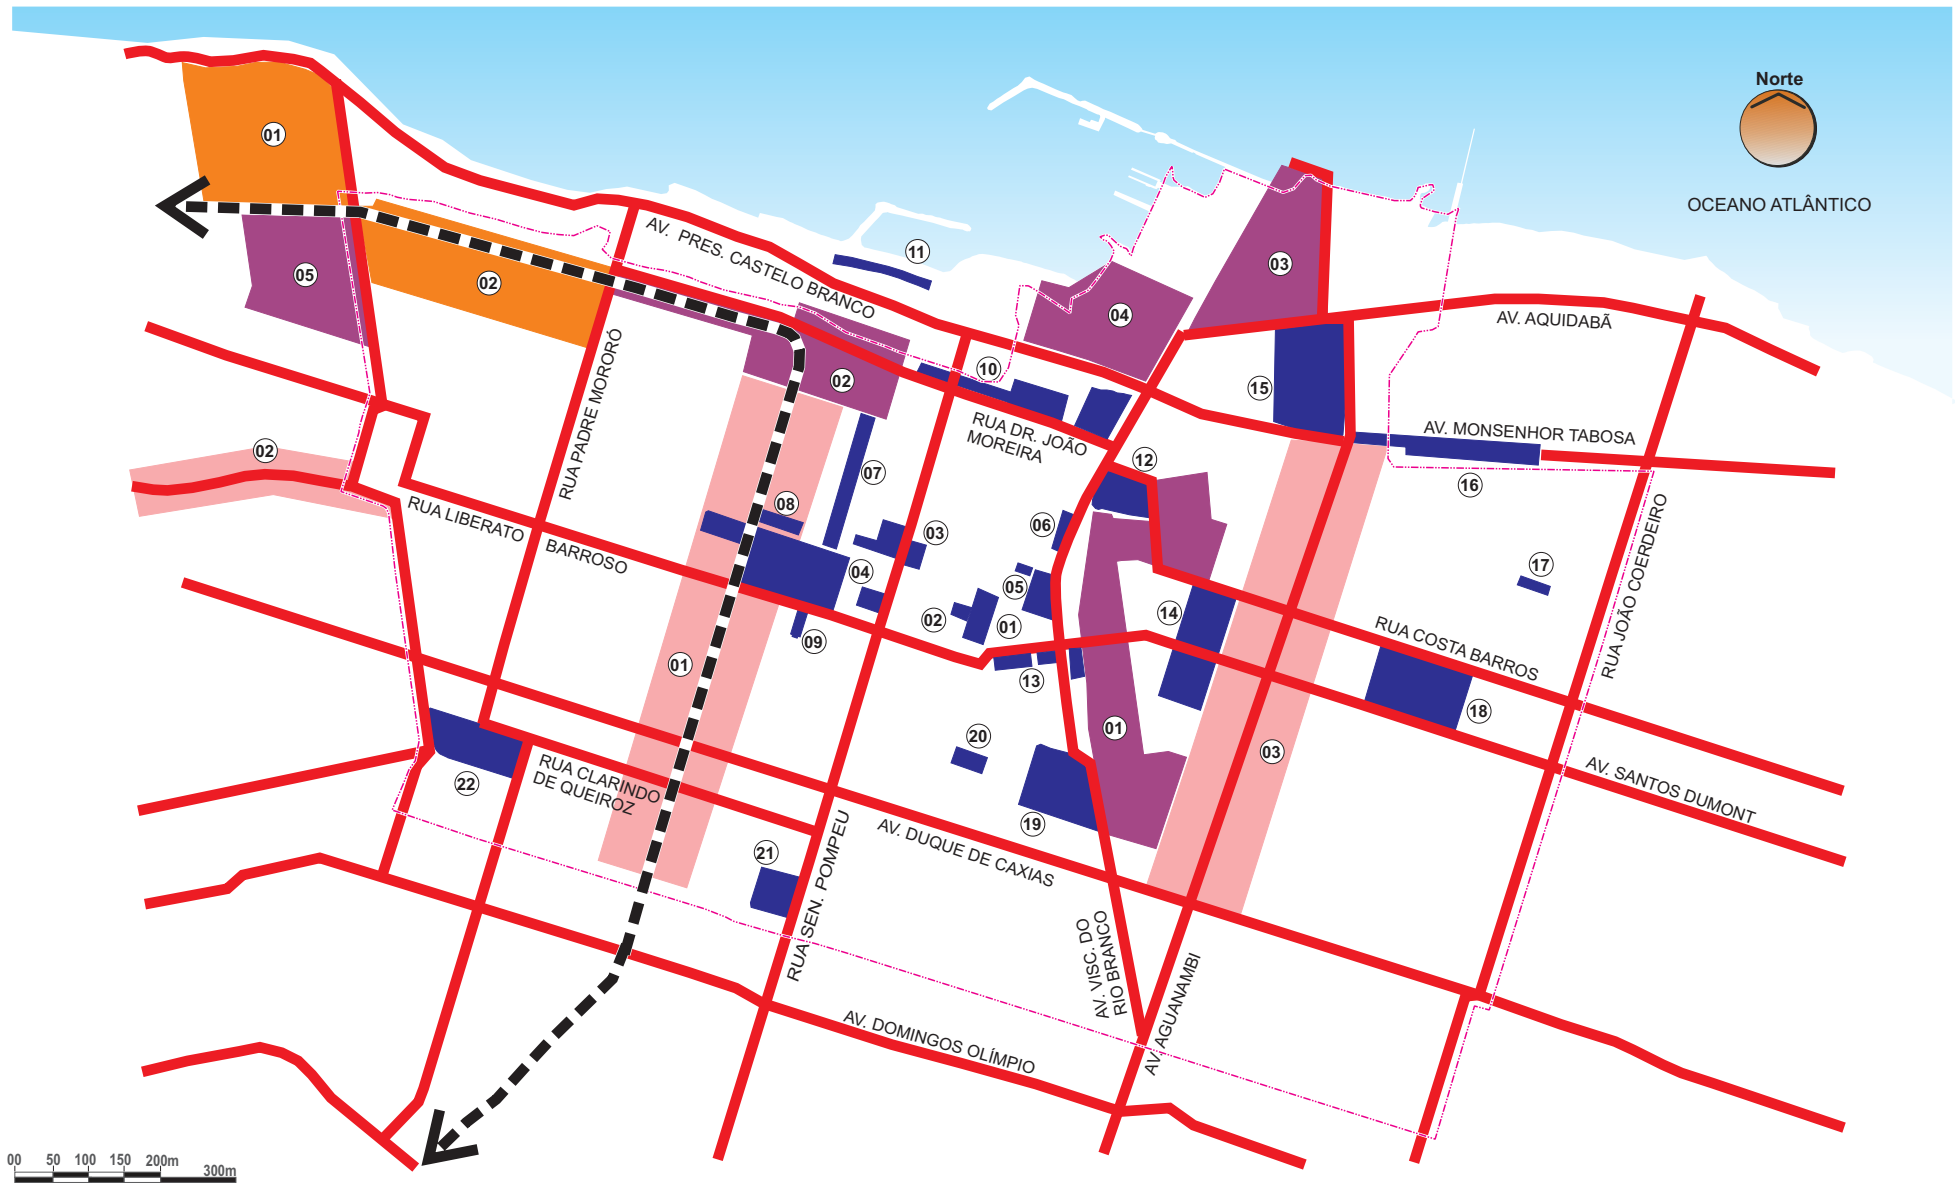 Norte
OCEANO ATLÂNTICO
01
05
02
AV. PRES. CASTELO BRANCO
11
03
04
AV. AQUIDABÃ
02
10
15
RUA PADRE MORORÓ
RUA DR. JOÃO
MOREIRA
AV. MONSENHOR TABOSA
16
02
07
12
RUA LIBERATO
BARROSO
08
03
06
04
05
17
RUA JOÃO COERDEIRO
02
01
14
09
RUA COSTA BARROS
01
13
18
20
01
03
22
RUA CLARINDO
DE QUEIROZ
AV. SANTOS DUMONT
19
21
AV. DUQUE DE CAXIAS
RUA SEN. POMPEU
AV. VISC. DO
RIO BRANCO
AV. AGUANAMBI
AV. DOMINGOS OLÍMPIO
00 50 100 150 200m
300m